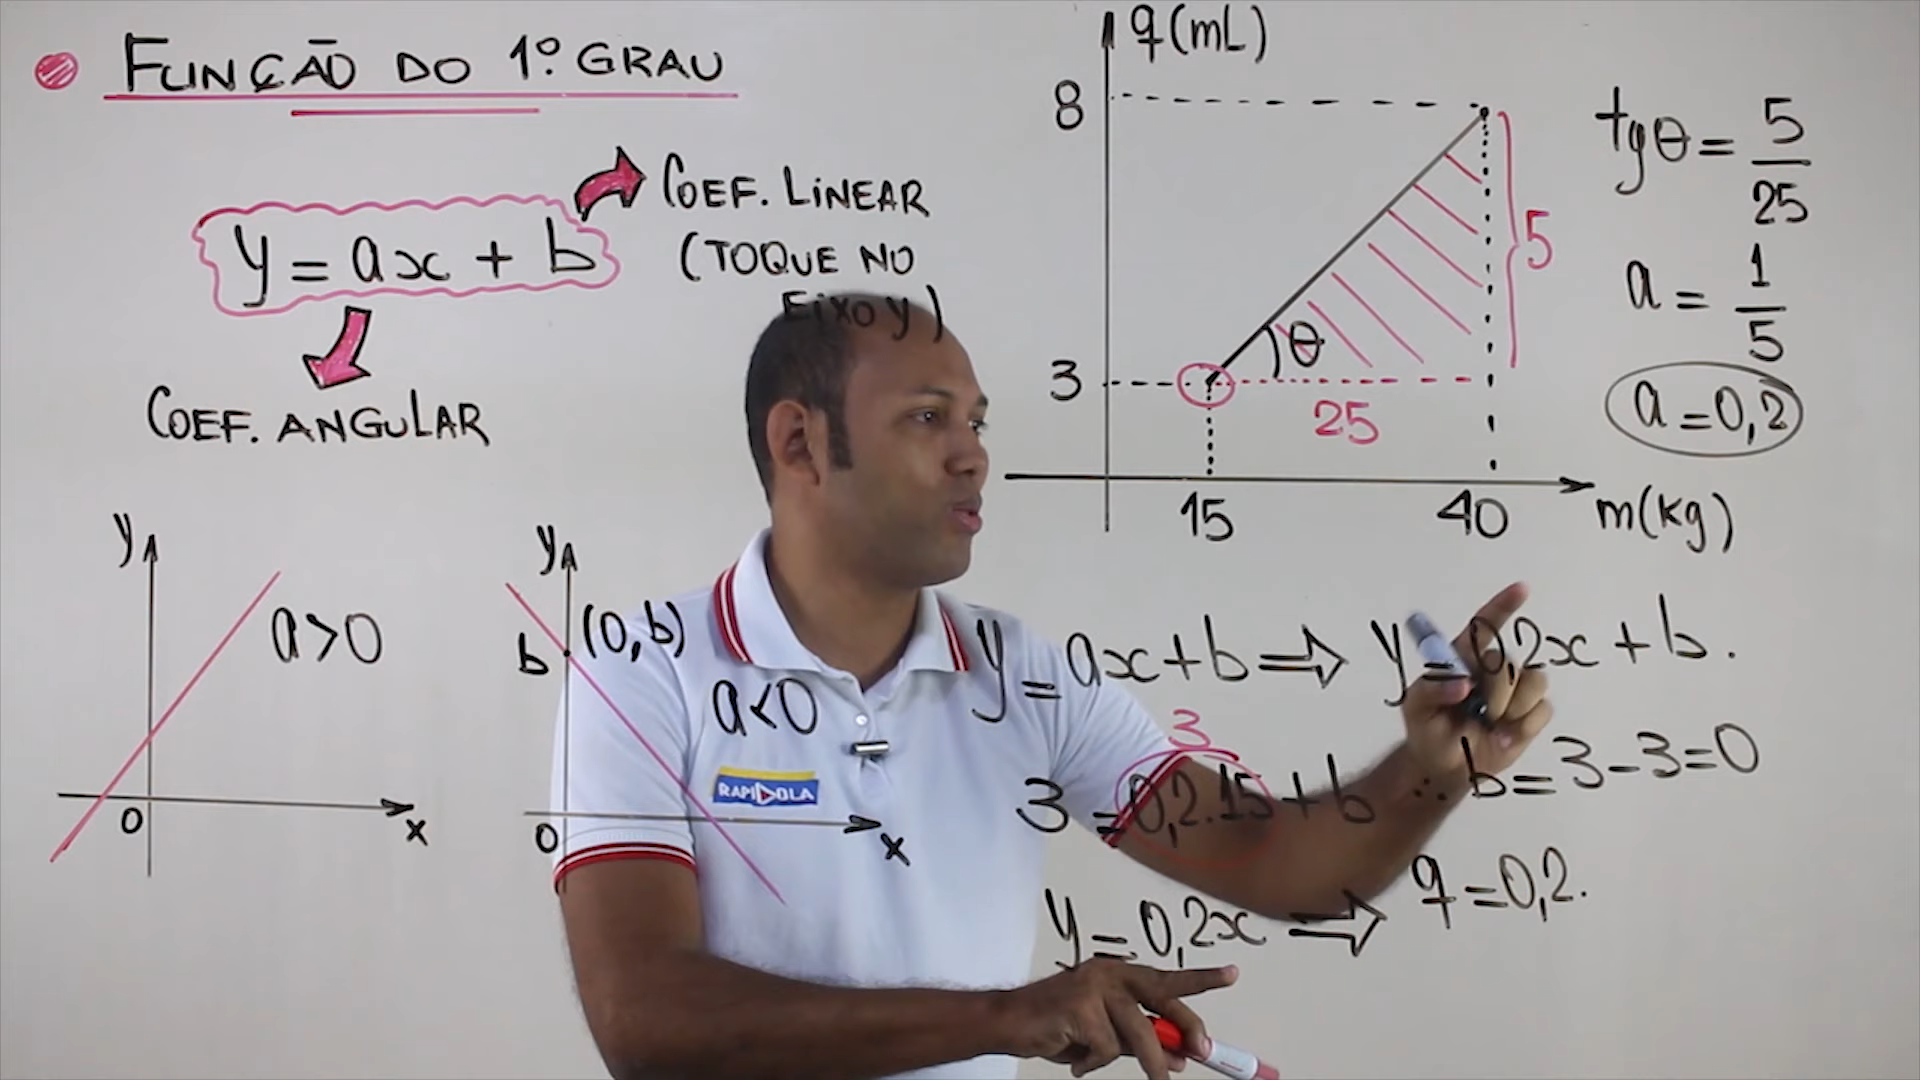 FUNÇÃO DO 1º GRAU
y = ax + b
COEF. LINEAR
(TOQUE NO
EIXO y)
COEF. ANGULAR
y
a>0
0
x
y
b
(0,b)
a<0
0
x
RAPIDOLA
q(mL)
8
3
θ
25
5
15
40
m(kg)
tgθ = 5/25
a = 1/5
a = 0,2
y = ax + b ⇒ y = 0,2x + b.
3
3 = 0,2.15 + b ∴ b = 3 - 3 = 0
y = 0,2x ⇒ q = 0,2.